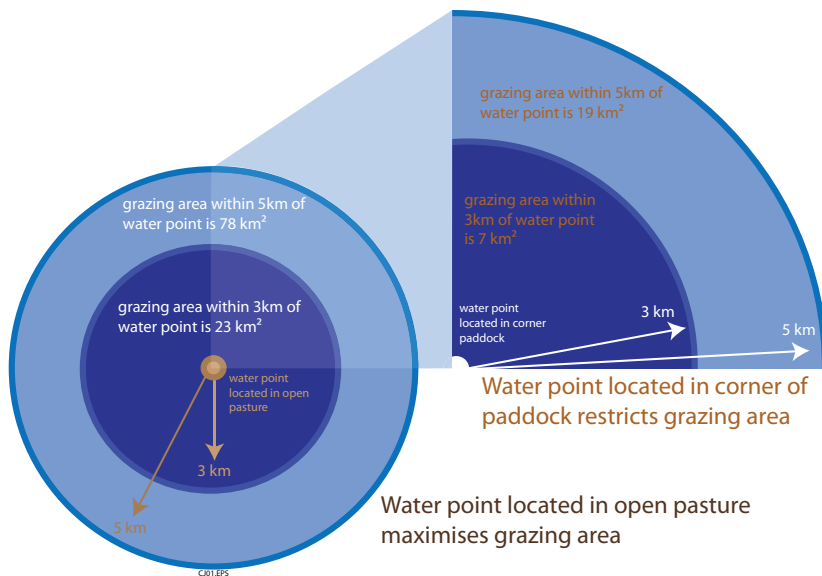 grazing area within 5km of
water point is 19 km²
grazing area within
3km of water point
is 7 km²
water point
located in corner
paddock
3 km
5 km
Water point located in corner of
paddock restricts grazing area
grazing area within 5km of
water point is 78 km²
grazing area within 3km of
water point is 23 km²
water point
located in open
pasture
3 km
5 km
Water point located in open pasture
maximises grazing area
CJ01.EPS